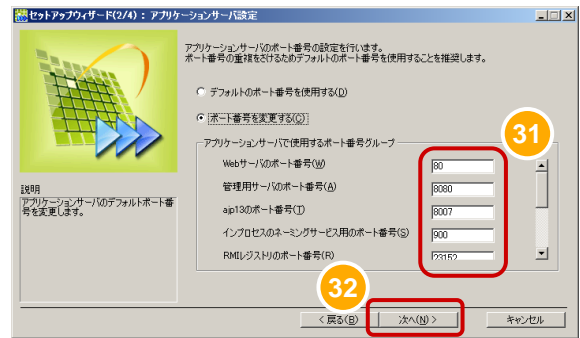 セットアップウィザード(2/4) : アプリケーションサーバ設定
アプリケーションサーバのポート番号の設定を行います。
ポート番号の重複をさけるためデフォルトのポート番号を使用することを推奨します。
デフォルトのポート番号を使用する(D)
ポート番号を変更する(C)
31
アプリケーションサーバで使用するポート番号グループ
Webサーバのポート番号(W) 80
管理用サーバのポート番号(A) 8080
ajp13のポート番号(T) 8007
インプロセスのネーミングサービス用のポート番号(S) 900
RMIレジストリのポート番号(R) 23152
説明
アプリケーションサーバのデフォルトポート番
号を変更します。
32
< 戻る(B) 次へ(N) > キャンセル